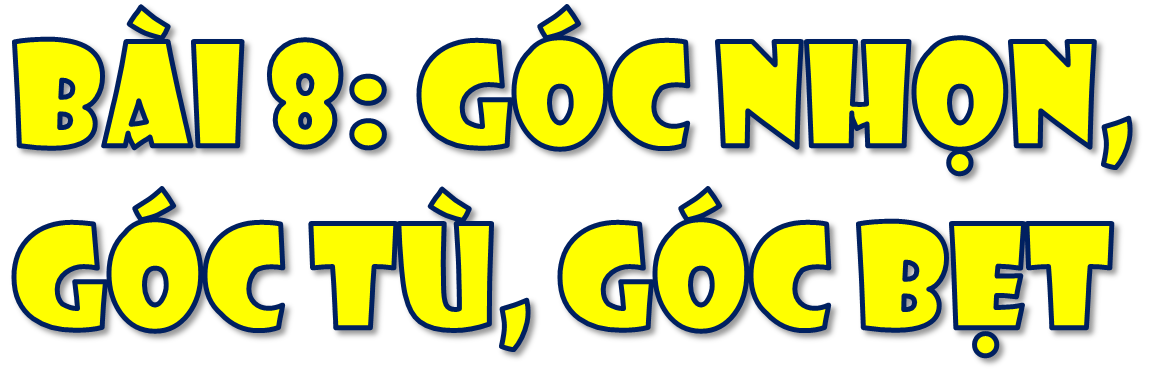 BÀI 8: GÓC NHỌN,
GÓC TÙ, GÓC BẸT